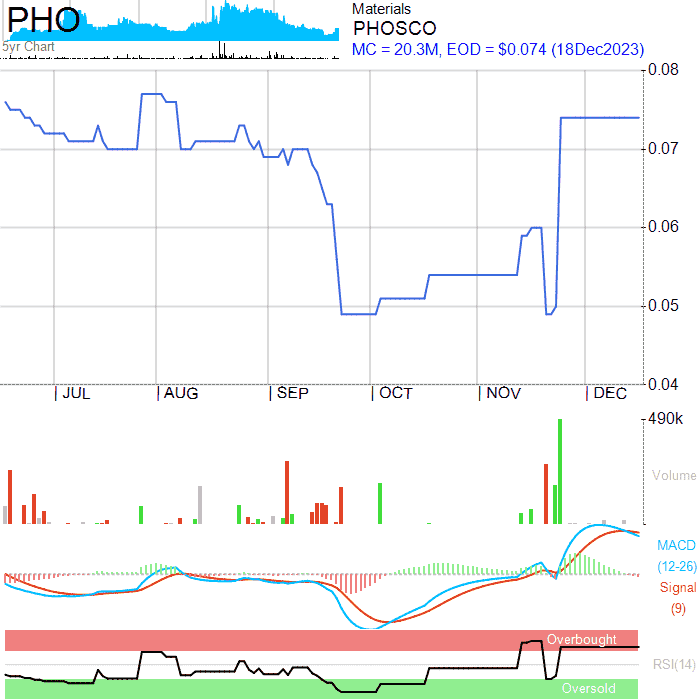 PHO
5yr Chart
Materials
PHOSCO
MC = 20.3M, EOD = $0.074 (18Dec2023)
0.08
0.07
0.06
0.05
0.04
JUL AUG SEP OCT NOV DEC
490k
Volume
MACD
(12-26)
Signal
(9)
Overbought
RSI(14)
Oversold